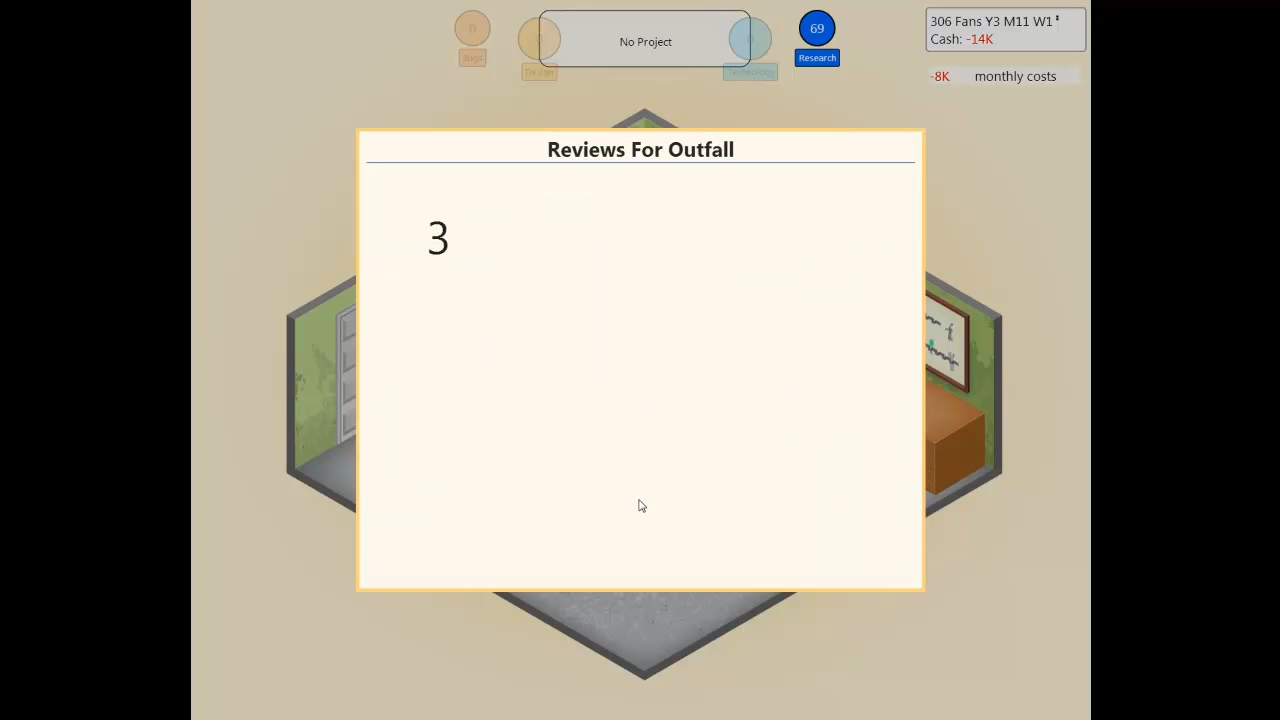 0
Bugs
Design
No Project
Technology
69
Research
306 Fans Y3 M11 W1
Cash: -14K
-8K monthly costs
Reviews For Outfall
3